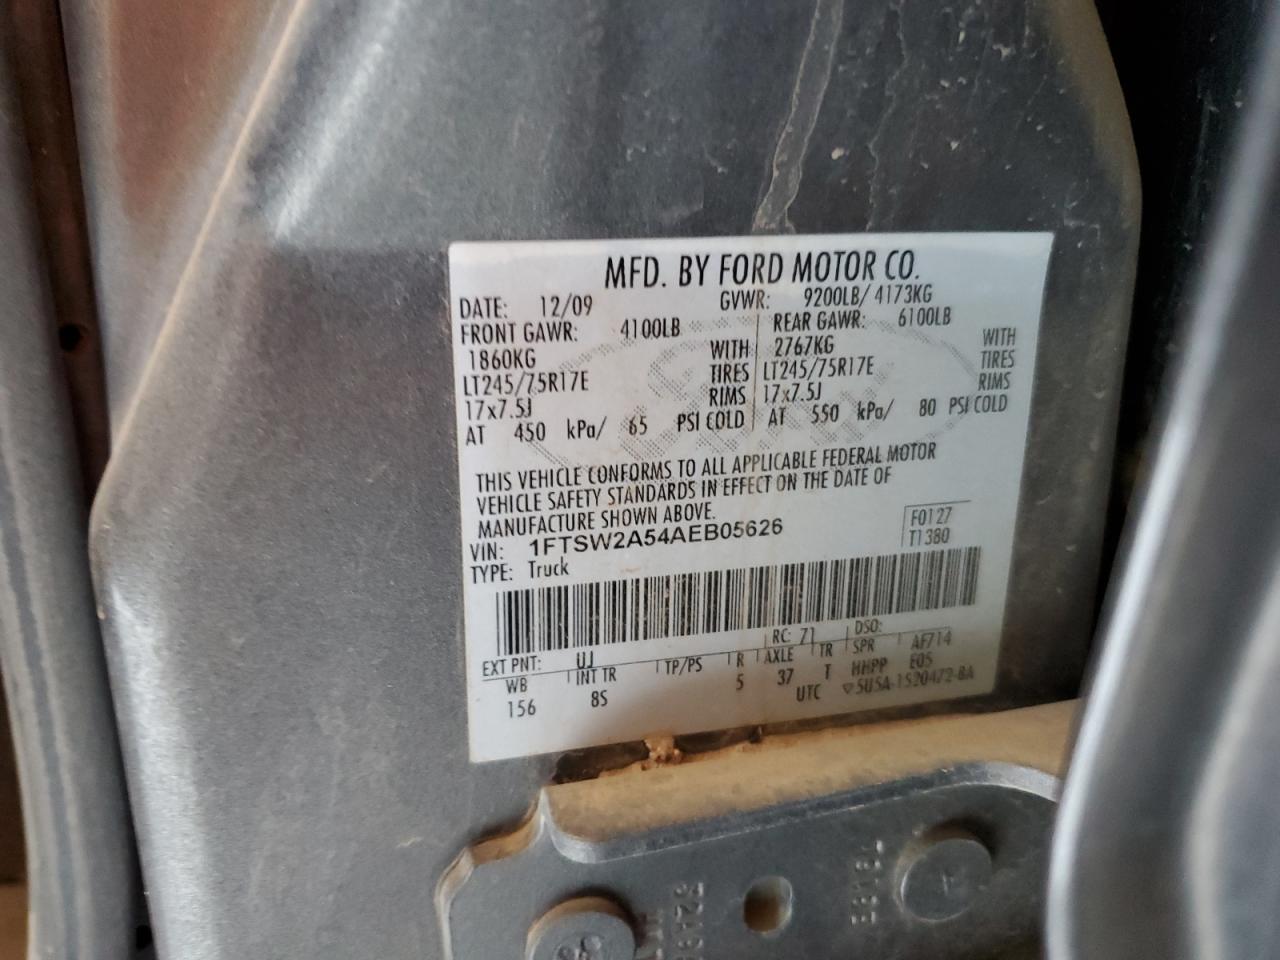 MFD. BY FORD MOTOR CO.
DATE: 12/09 GVWR: 9200LB/ 4173KG
FRONT GAWR: 4100LB REAR GAWR: 6100LB
1860KG WITH 2767KG WITH
LT245/75R17E TIRES LT245/75R17E TIRES
17x7.5J RIMS 17x7.5J RIMS
AT 450 kPa/ 65 PSI COLD AT 550 kPa/ 80 PSI COLD
THIS VEHICLE CONFORMS TO ALL APPLICABLE FEDERAL MOTOR
VEHICLE SAFETY STANDARDS IN EFFECT ON THE DATE OF
MANUFACTURE SHOWN ABOVE.
VIN: 1FTSW2A54AEB05626 F0127
TYPE: Truck T1380
EXT PNT: UJ RC: 71 DSO: AF714
WB INT TR TP/PS R AXLE TR SPR E05
156 8S 5 37 T HHPP
UTC ▽5U5A-1520472-BA